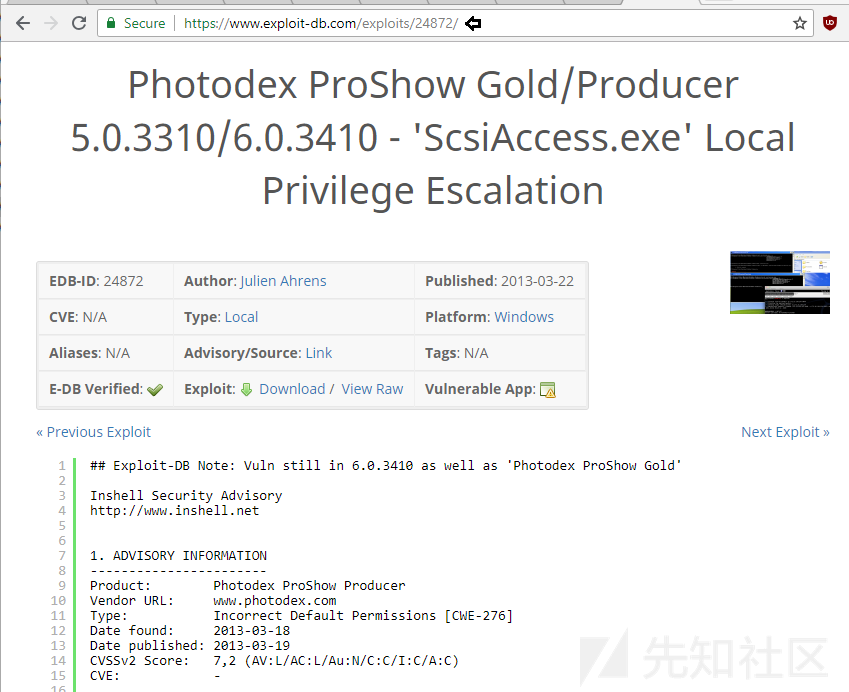 Secure https://www.exploit-db.com/exploits/24872/
Photodex ProShow Gold/Producer
5.0.3310/6.0.3410 - 'ScsiAccess.exe' Local
Privilege Escalation
EDB-ID: 24872 Author: Julien Ahrens Published: 2013-03-22
CVE: N/A Type: Local Platform: Windows
Aliases: N/A Advisory/Source: Link Tags: N/A
E-DB Verified: Exploit: Download / View Raw Vulnerable App:
« Previous Exploit Next Exploit »
1 ## Exploit-DB Note: Vuln still in 6.0.3410 as well as 'Photodex ProShow Gold'
2
3 Inshell Security Advisory
4 http://www.inshell.net
5
6
7 1. ADVISORY INFORMATION
8 -----------------------
9 Product: Photodex ProShow Producer
10 Vendor URL: www.photodex.com
11 Type: Incorrect Default Permissions [CWE-276]
12 Date found: 2013-03-18
13 Date published: 2013-03-19
14 CVSSv2 Score: 7,2 (AV:L/AC:L/Au:N/C:C/I:C/A:C)
15 CVE: -
16
先知社区